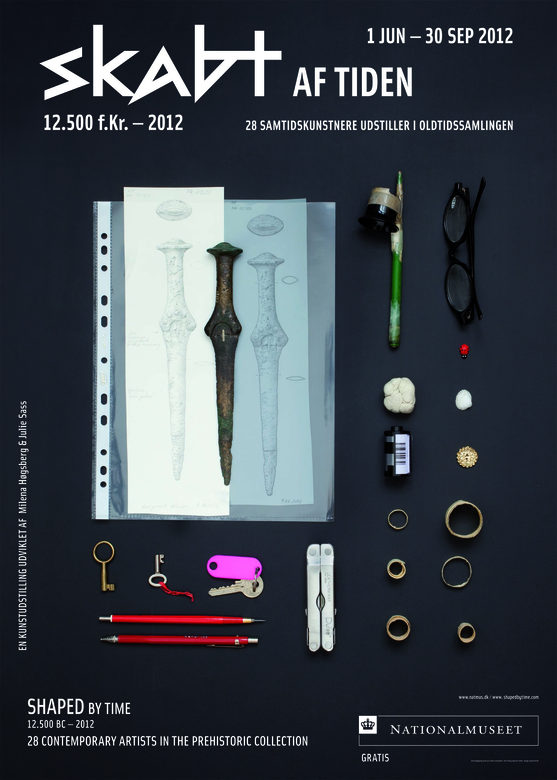 1 JUN – 30 SEP 2012
skabt AF TIDEN
12.500 f.Kr. – 2012
28 SAMTIDSKUNSTNERE UDSTILLER I OLDTIDSSAMLINGEN
EN KUNSTUDSTILLING UDVIKLET AF Milena Høgsberg & Julie Sass
SHAPED BY TIME
12.500 BC – 2012
28 CONTEMPORARY ARTISTS IN THE PREHISTORIC COLLECTION
www.natmus.dk / www. shapedbytime.com
NATIONALMUSEET
GRATIS